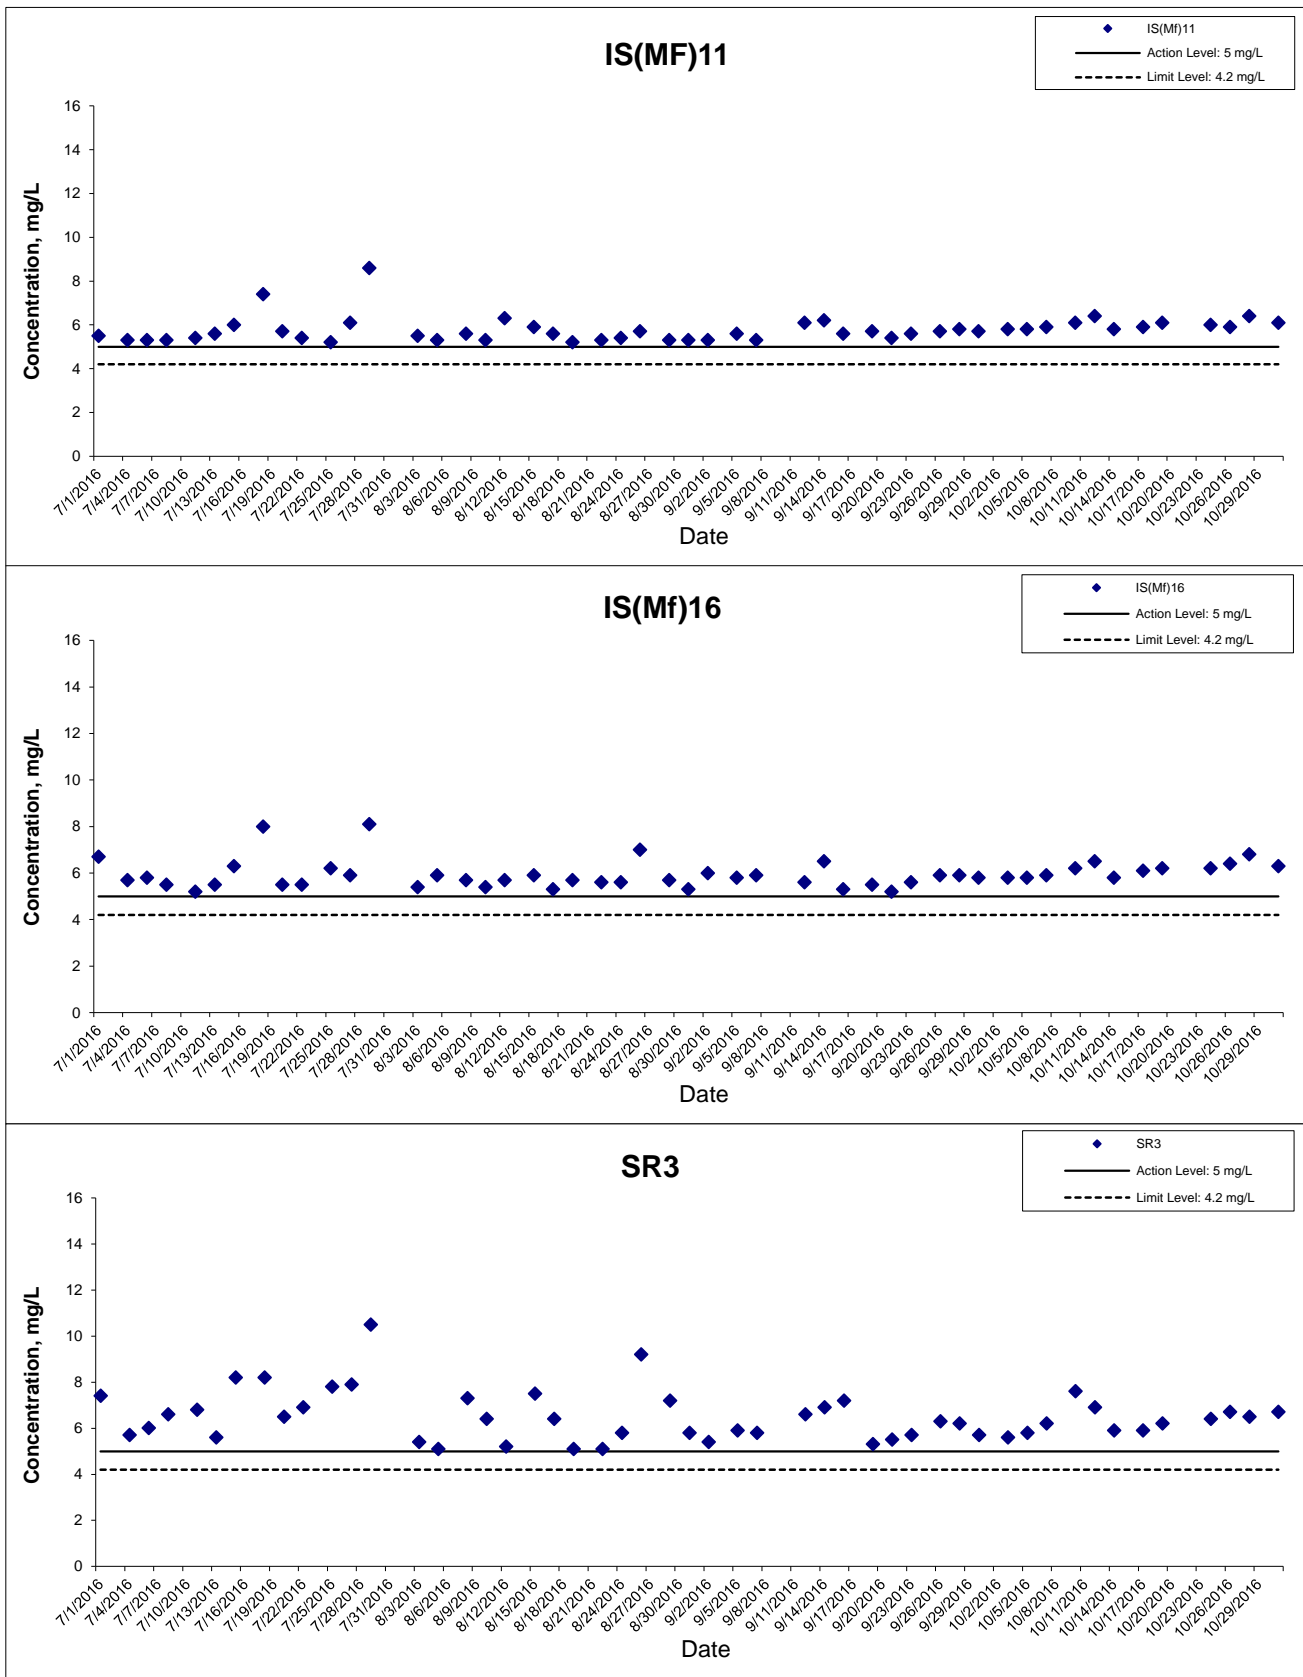 IS(MF)11
IS(Mf)11
Action Level: 5 mg/L
Limit Level: 4.2 mg/L
Concentration, mg/L
16
14
12
10
8
6
4
2
0
7/1/2016 7/4/2016 7/7/2016 7/10/2016 7/13/2016 7/16/2016 7/19/2016 7/22/2016 7/25/2016 7/28/2016 7/31/2016 8/3/2016 8/6/2016 8/9/2016 8/12/2016 8/15/2016 8/18/2016 8/21/2016 8/24/2016 8/27/2016 8/30/2016 9/2/2016 9/5/2016 9/8/2016 9/11/2016 9/14/2016 9/17/2016 9/20/2016 9/23/2016 9/26/2016 9/29/2016 10/2/2016 10/5/2016 10/8/2016 10/11/2016 10/14/2016 10/17/2016 10/20/2016 10/23/2016 10/26/2016 10/29/2016
Date
IS(Mf)16
IS(Mf)16
Action Level: 5 mg/L
Limit Level: 4.2 mg/L
Concentration, mg/L
16
14
12
10
8
6
4
2
0
7/1/2016 7/4/2016 7/7/2016 7/10/2016 7/13/2016 7/16/2016 7/19/2016 7/22/2016 7/25/2016 7/28/2016 7/31/2016 8/3/2016 8/6/2016 8/9/2016 8/12/2016 8/15/2016 8/18/2016 8/21/2016 8/24/2016 8/27/2016 8/30/2016 9/2/2016 9/5/2016 9/8/2016 9/11/2016 9/14/2016 9/17/2016 9/20/2016 9/23/2016 9/26/2016 9/29/2016 10/2/2016 10/5/2016 10/8/2016 10/11/2016 10/14/2016 10/17/2016 10/20/2016 10/23/2016 10/26/2016 10/29/2016
Date
SR3
SR3
Action Level: 5 mg/L
Limit Level: 4.2 mg/L
Concentration, mg/L
16
14
12
10
8
6
4
2
0
7/1/2016 7/4/2016 7/7/2016 7/10/2016 7/13/2016 7/16/2016 7/19/2016 7/22/2016 7/25/2016 7/28/2016 7/31/2016 8/3/2016 8/6/2016 8/9/2016 8/12/2016 8/15/2016 8/18/2016 8/21/2016 8/24/2016 8/27/2016 8/30/2016 9/2/2016 9/5/2016 9/8/2016 9/11/2016 9/14/2016 9/17/2016 9/20/2016 9/23/2016 9/26/2016 9/29/2016 10/2/2016 10/5/2016 10/8/2016 10/11/2016 10/14/2016 10/17/2016 10/20/2016 10/23/2016 10/26/2016 10/29/2016
Date